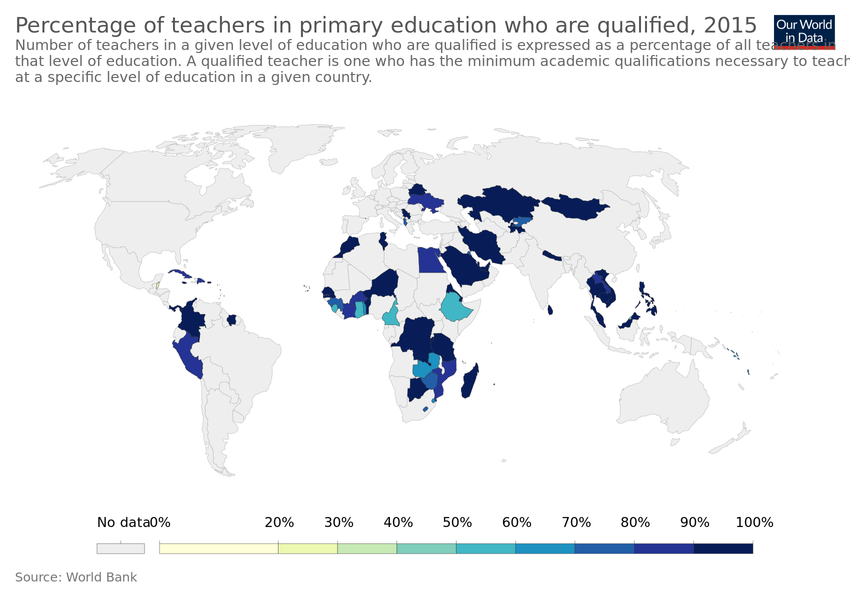 Percentage of teachers in primary education who are qualified, 2015
Our World
in Data
Number of teachers in a given level of education who are qualified is expressed as a percentage of all teachers in
that level of education. A qualified teacher is one who has the minimum academic qualifications necessary to teach
at a specific level of education in a given country.
No data 0% 20% 30% 40% 50% 60% 70% 80% 90% 100%
Source: World Bank